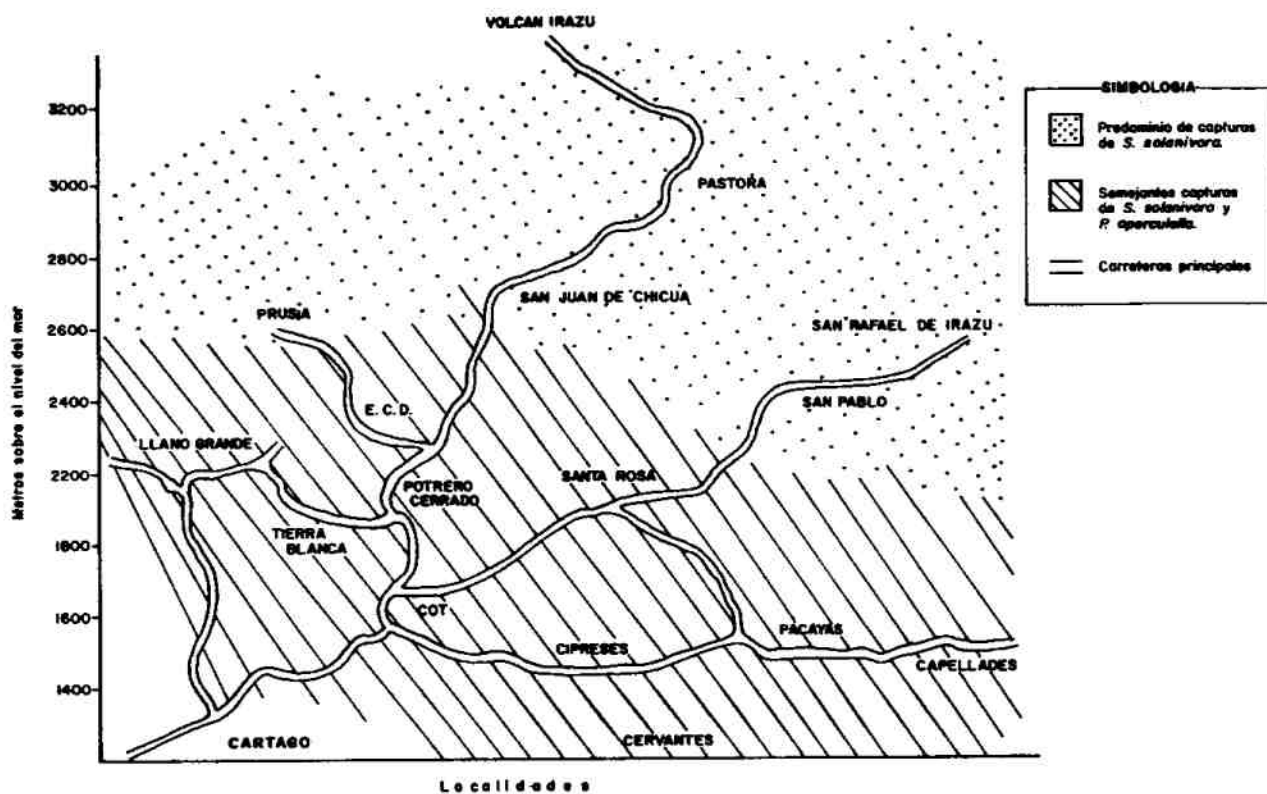 VOLCAN IRAZU
Metros sobre el nivel del mar
3200
3000
2800
2600
2400
2200
1800
1600
1400
PASTORA
SAN JUAN DE CHICUA
PRUSIA
SAN RAFAEL DE IRAZU
E. C. D.
SAN PABLO
LLANO GRANDE
SANTA ROSA
POTRERO
CERRADO
TIERRA
BLANCA
COT
CIPRESES
PACAYAS
CAPELLADES
CARTAGO
CERVANTES
Localidades
SIMBOLOGIA
Predominio de capturas
de S. solanivora.
Semejantes capturas
de S. solanivora y
P. operculella.
Carreteras principales